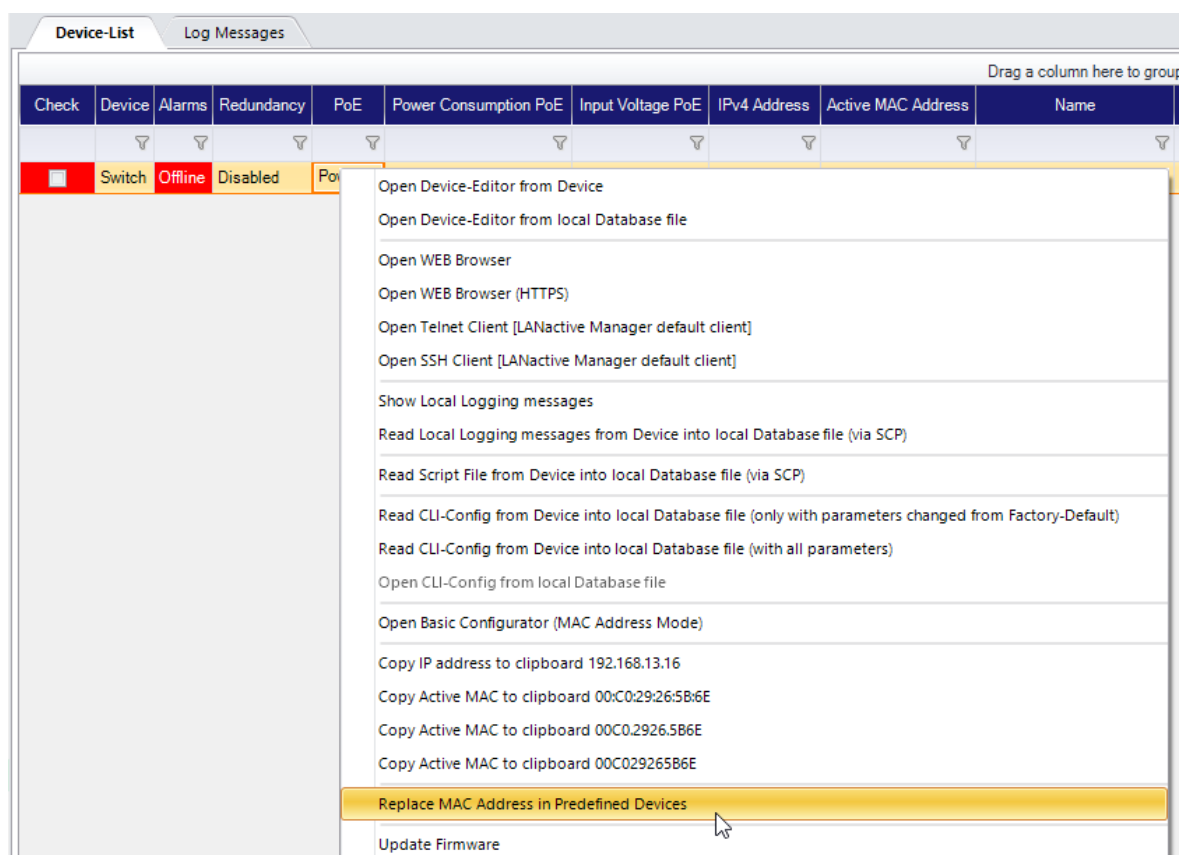 Device-List Log Messages
Drag a column here to group
Check Device Alarms Redundancy PoE Power Consumption PoE Input Voltage PoE IPv4 Address Active MAC Address Name
Switch Offline Disabled
Open Device-Editor from Device
Open Device-Editor from local Database file
Open WEB Browser
Open WEB Browser (HTTPS)
Open Telnet Client [LANactive Manager default client]
Open SSH Client [LANactive Manager default client]
Show Local Logging messages
Read Local Logging messages from Device into local Database file (via SCP)
Read Script File from Device into local Database file (via SCP)
Read CLI-Config from Device into local Database file (only with parameters changed from Factory-Default)
Read CLI-Config from Device into local Database file (with all parameters)
Open CLI-Config from local Database file
Open Basic Configurator (MAC Address Mode)
Copy IP address to clipboard 192.168.13.16
Copy Active MAC to clipboard 00:C0:29:26:5B:6E
Copy Active MAC to clipboard 00C0.2926.5B6E
Copy Active MAC to clipboard 00C029265B6E
Replace MAC Address in Predefined Devices
Update Firmware